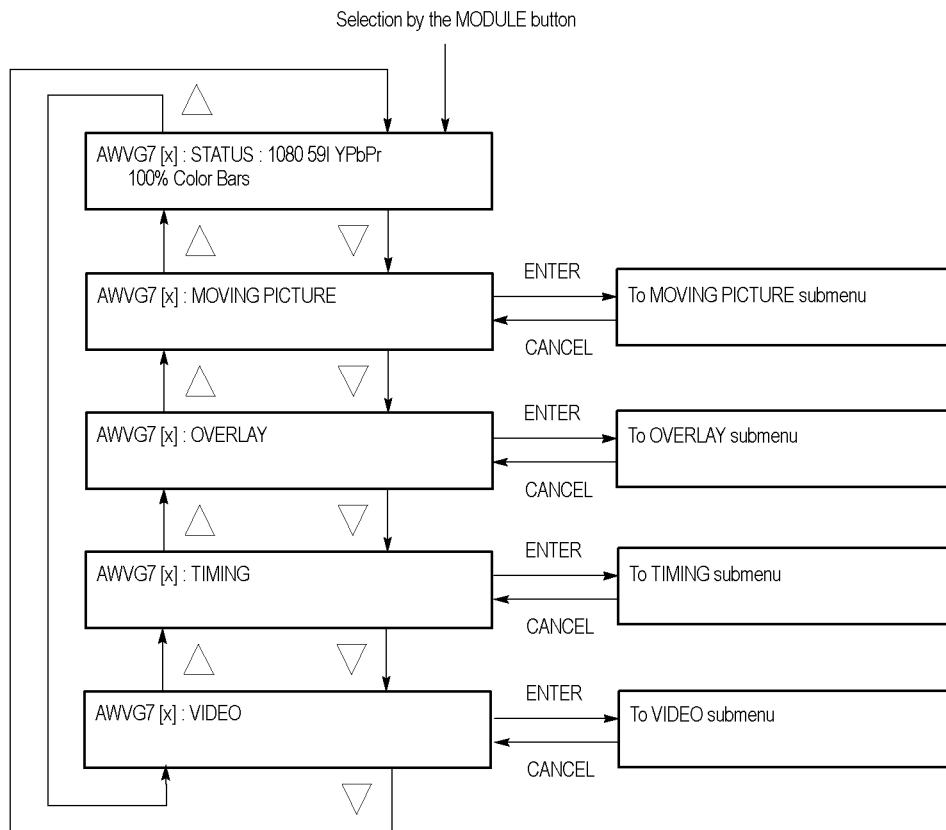 Selection by the MODULE button
AWVG7 [x] : STATUS : 1080 59I YPbPr
100% Color Bars
AWVG7 [x] : MOVING PICTURE
ENTER
To MOVING PICTURE submenu
CANCEL
AWVG7 [x] : OVERLAY
ENTER
To OVERLAY submenu
CANCEL
AWVG7 [x] : TIMING
ENTER
To TIMING submenu
CANCEL
AWVG7 [x] : VIDEO
ENTER
To VIDEO submenu
CANCEL